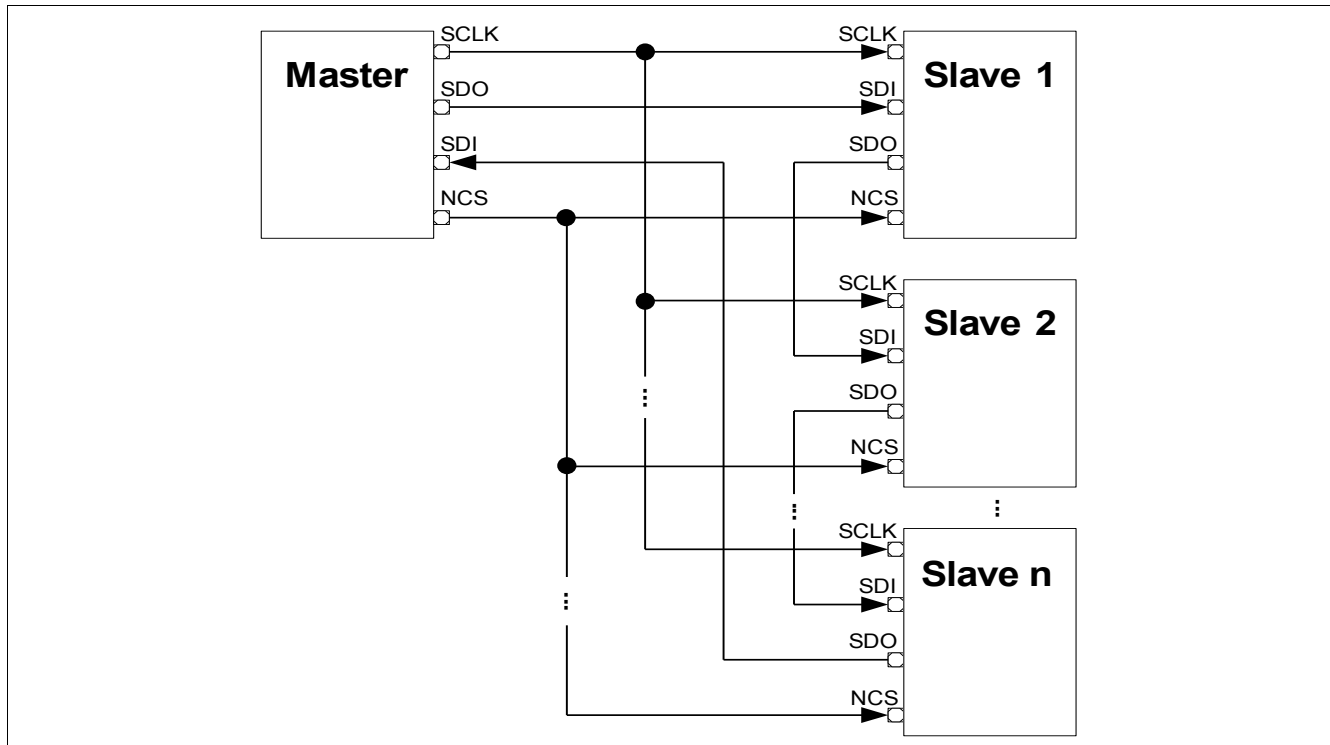 Master
SCLK
SDO
SDI
NCS
SCLK
SDI
SDO
NCS
Slave 1
SCLK
SDI
SDO
NCS
Slave 2
...
...
...
...
SCLK
SDI
SDO
NCS
Slave n